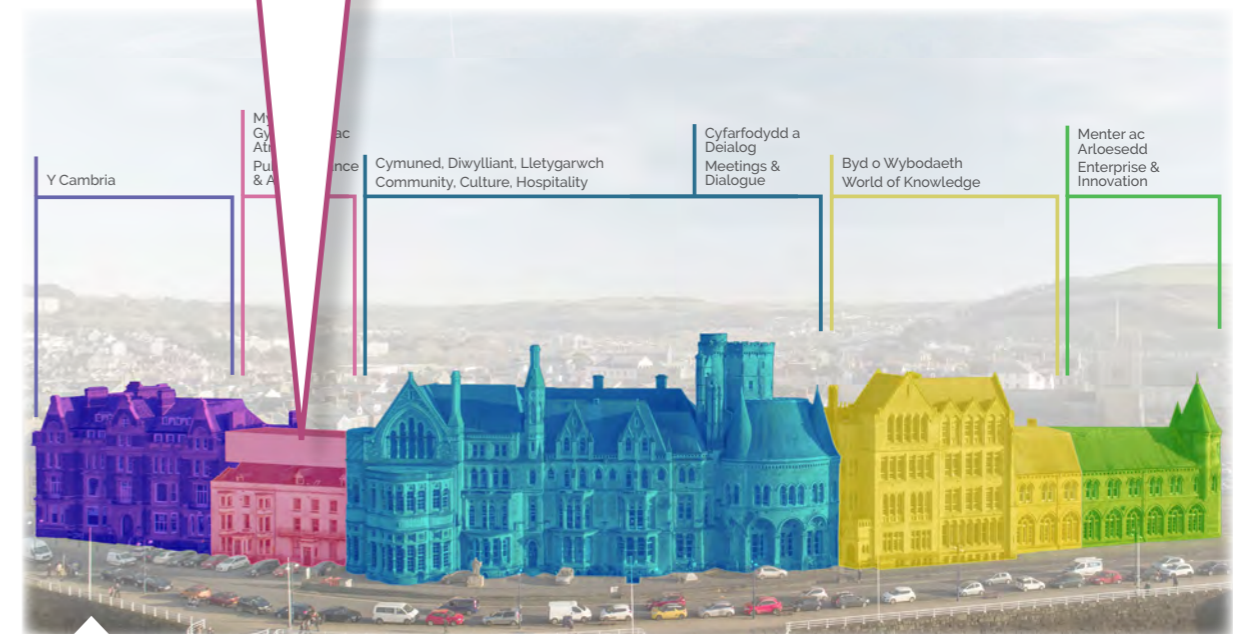 Y Cambria
ac
& A
Cymuned, Diwylliant, Lletygarwch
Community, Culture, Hospitality
Cyfarfodydd a
Deialog
Meetings &
Dialogue
Byd o Wybodaeth
World of Knowledge
Menter ac
Arloesedd
Enterprise &
Innovation